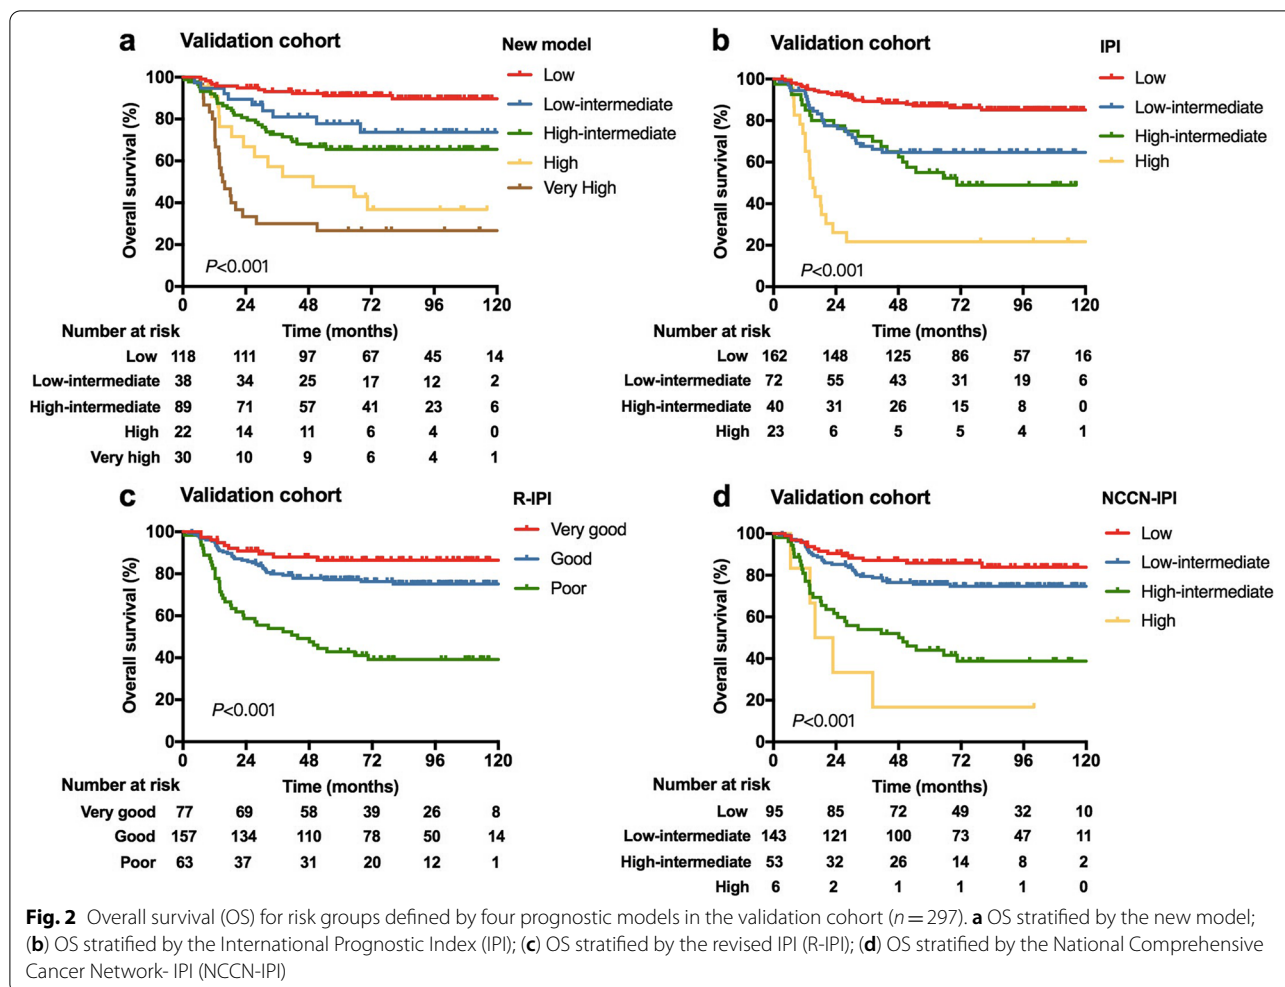 a Validation cohort
New model
Low
Low-intermediate
High-intermediate
High
Very High
Overall survival (%)
100
80
60
40
20
0
P<0.001
0 24 48 72 96 120
Number at risk Time (months)
Low 118 111 97 67 45 14
Low-intermediate 38 34 25 17 12 2
High-intermediate 89 71 57 41 23 6
High 22 14 11 6 4 0
Very high 30 10 9 6 4 1
b Validation cohort
IPI
Low
Low-intermediate
High-intermediate
High
Overall survival (%)
100
80
60
40
20
0
P<0.001
0 24 48 72 96 120
Number at risk Time (months)
Low 162 148 125 86 57 16
Low-intermediate 72 55 43 31 19 6
High-intermediate 40 31 26 15 8 0
High 23 6 5 5 4 1
c Validation cohort
R-IPI
Very good
Good
Poor
Overall survival (%)
100
80
60
40
20
0
P<0.001
0 24 48 72 96 120
Number at risk Time (months)
Very good 77 69 58 39 26 8
Good 157 134 110 78 50 14
Poor 63 37 31 20 12 1
d Validation cohort
NCCN-IPI
Low
Low-intermediate
High-intermediate
High
Overall survival (%)
100
80
60
40
20
0
P<0.001
0 24 48 72 96 120
Number at risk Time (months)
Low 95 85 72 49 32 10
Low-intermediate 143 121 100 73 47 11
High-intermediate 53 32 26 14 8 2
High 6 2 1 1 1 0
Fig. 2 Overall survival (OS) for risk groups defined by four prognostic models in the validation cohort (n = 297). a OS stratified by the new model;
(b) OS stratified by the International Prognostic Index (IPI); (c) OS stratified by the revised IPI (R-IPI); (d) OS stratified by the National Comprehensive
Cancer Network- IPI (NCCN-IPI)